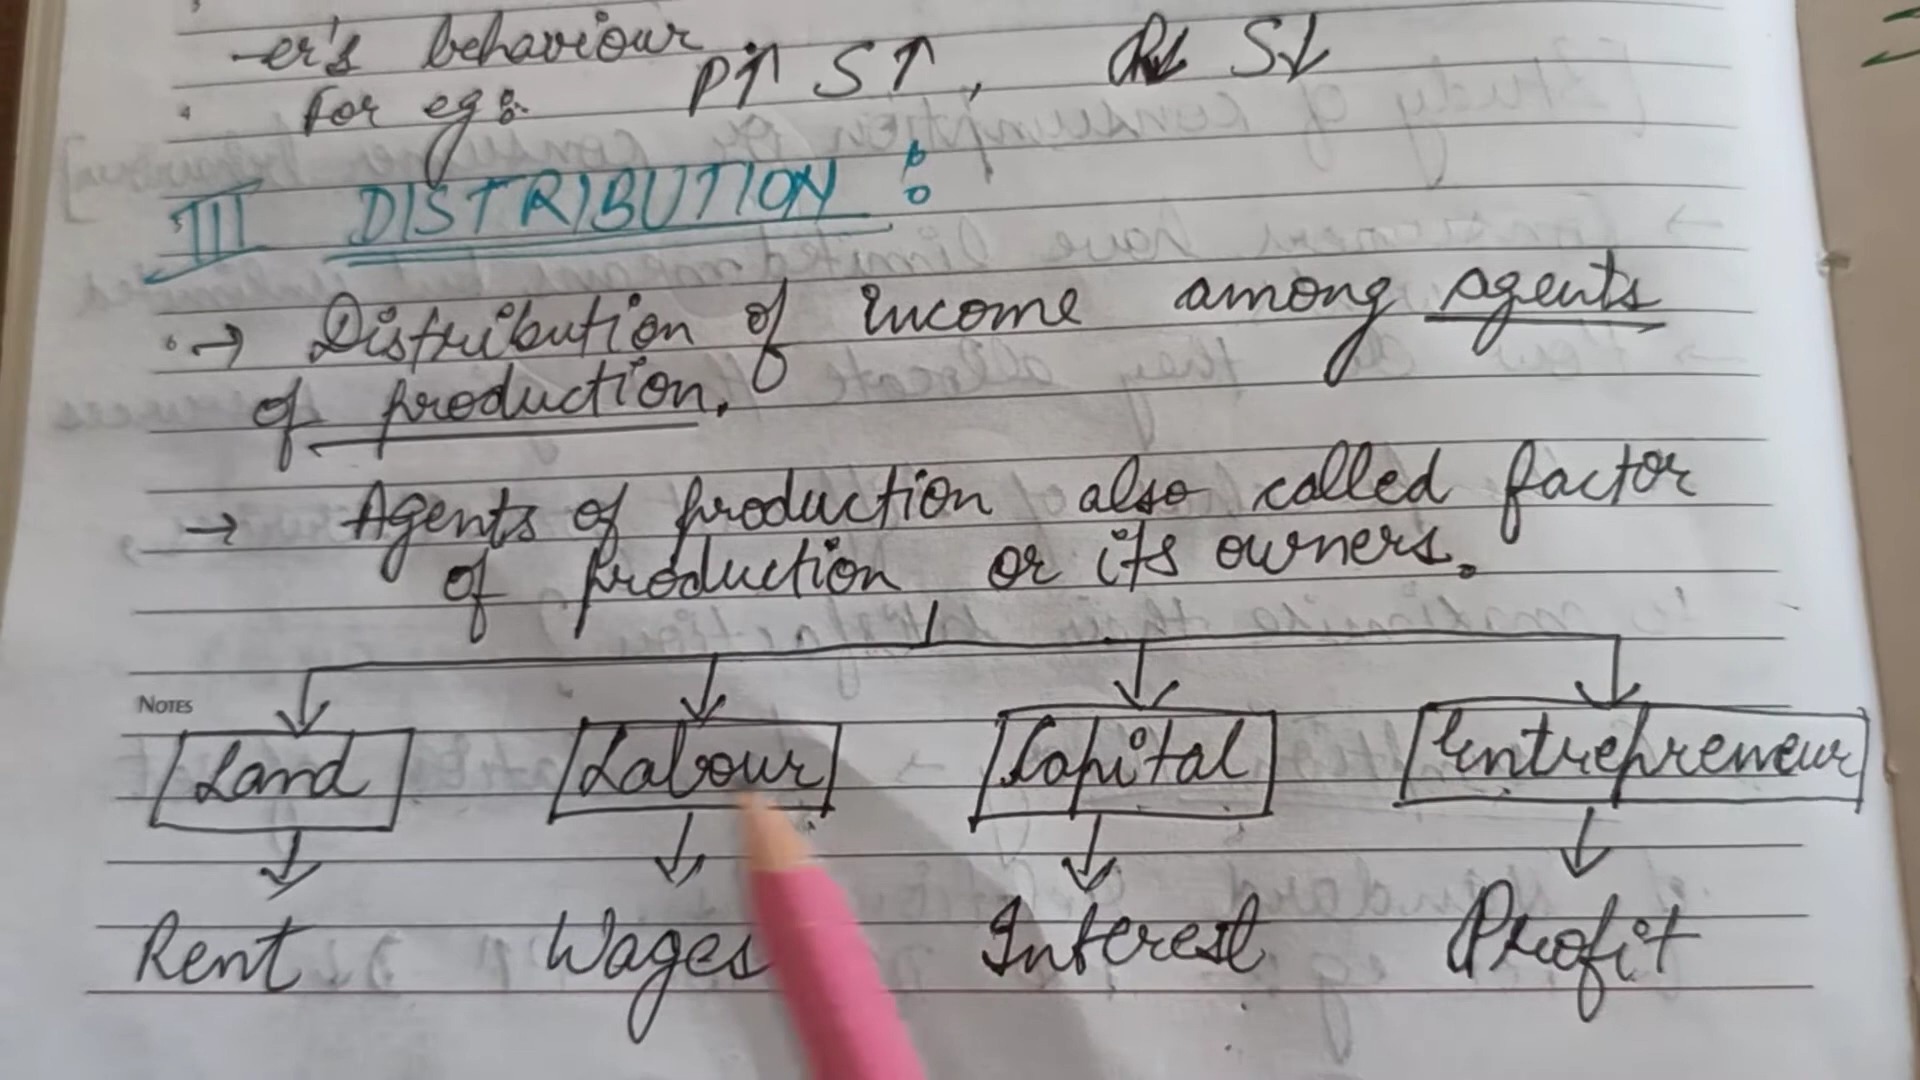 -er's behaviour
for eg: P↑ S↑, P↓ S↓
III DISTRIBUTION :
→ Distribution of income among agents
of production.
→ Agents of production also called factor
of production or its owners.
NOTES
Land Labour Capital Entrepreneur
Rent Wages Interest Profit